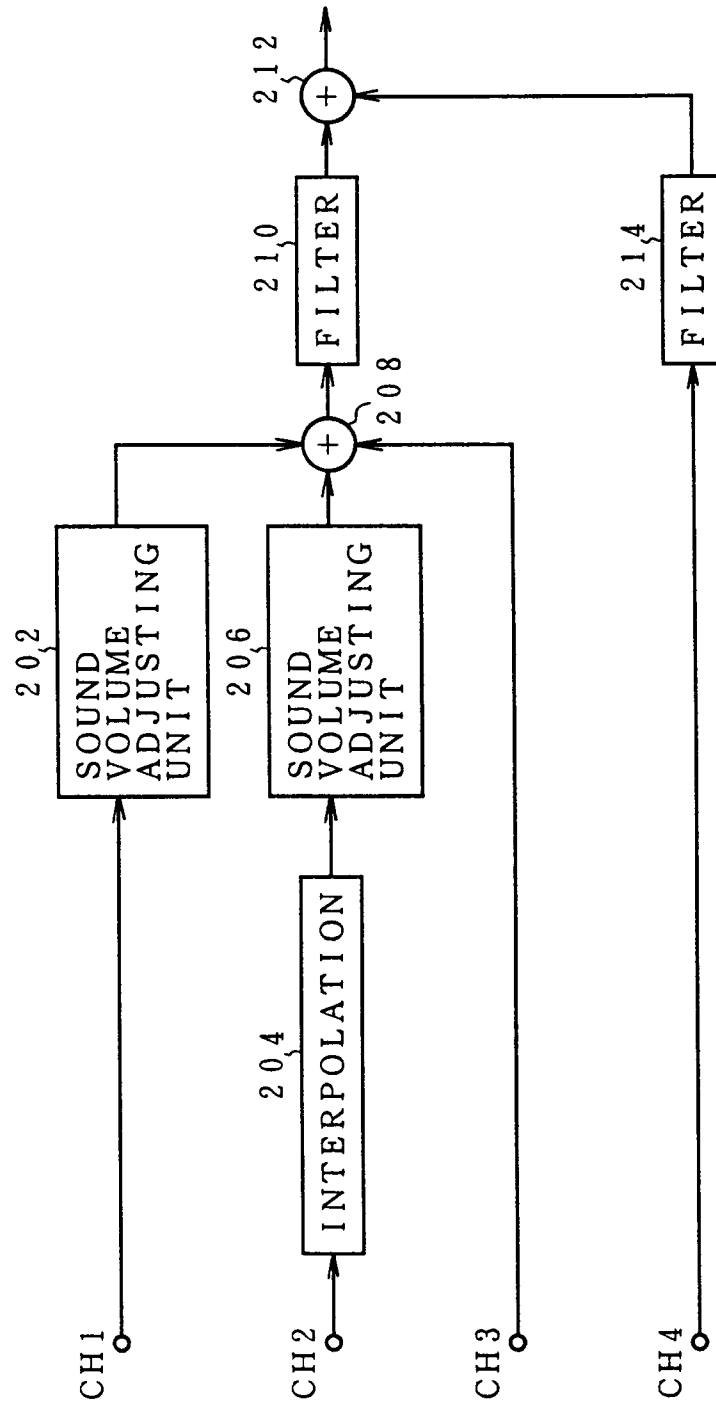 CH1
202
SOUND
VOLUME
ADJUSTING
UNIT
CH2
204
INTERPOLATION
206
SOUND
VOLUME
ADJUSTING
UNIT
208
+
210
FILTER
212
+
CH3
CH4
214
FILTER